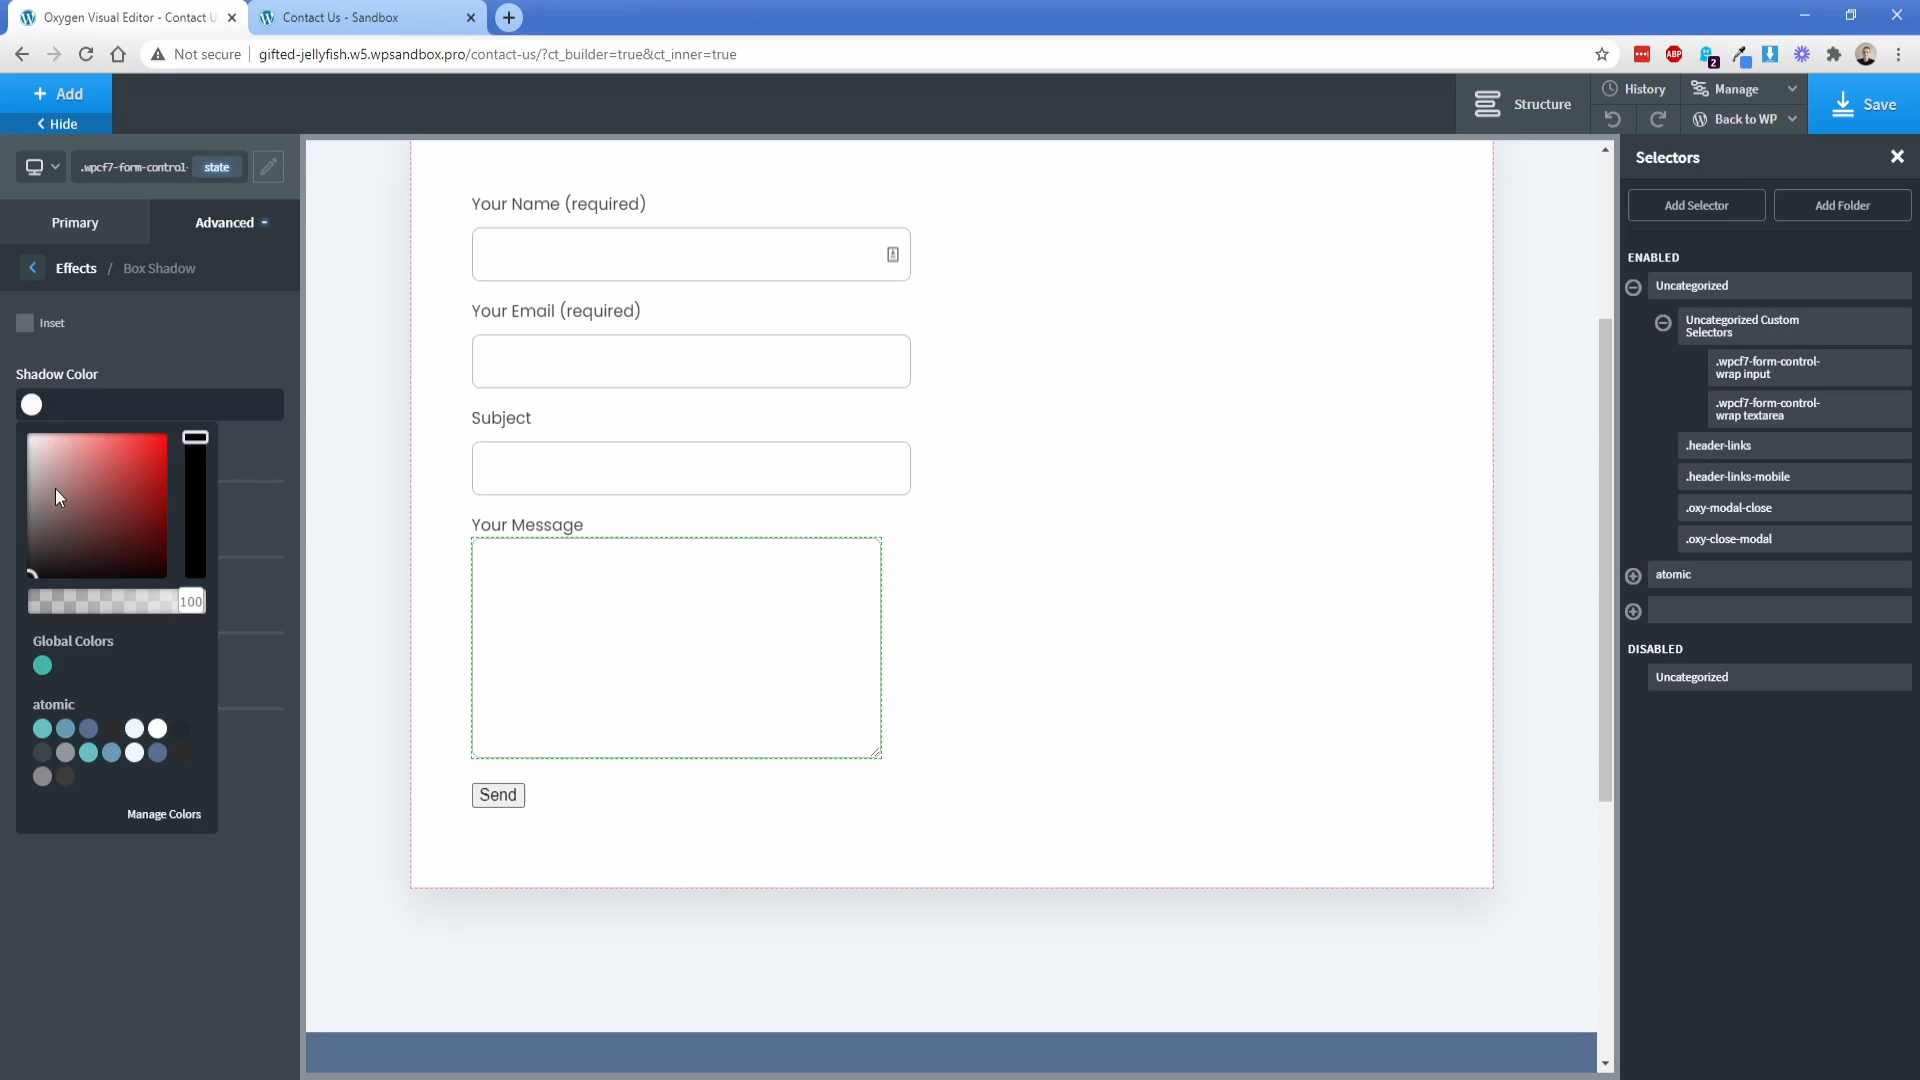 Oxygen Visual Editor - Contact U
Contact Us - Sandbox
Not secure
gifted-jellyfish.w5.wpsandbox.pro/contact-us/?ct_builder=true&ct_inner=true
ABP
2
+ Add
Hide
Structure
History
Manage
Back to WP
Save
.wpcf7-form-control-
state
Primary
Advanced
Effects / Box Shadow
Inset
Shadow Color
100
Global Colors
atomic
Manage Colors
Your Name (required)
Your Email (required)
Subject
Your Message
Send
Selectors
Add Selector
Add Folder
ENABLED
Uncategorized
Uncategorized Custom
Selectors
.wpcf7-form-control-
wrap input
.wpcf7-form-control-
wrap textarea
.header-links
.header-links-mobile
.oxy-modal-close
.oxy-close-modal
atomic
DISABLED
Uncategorized